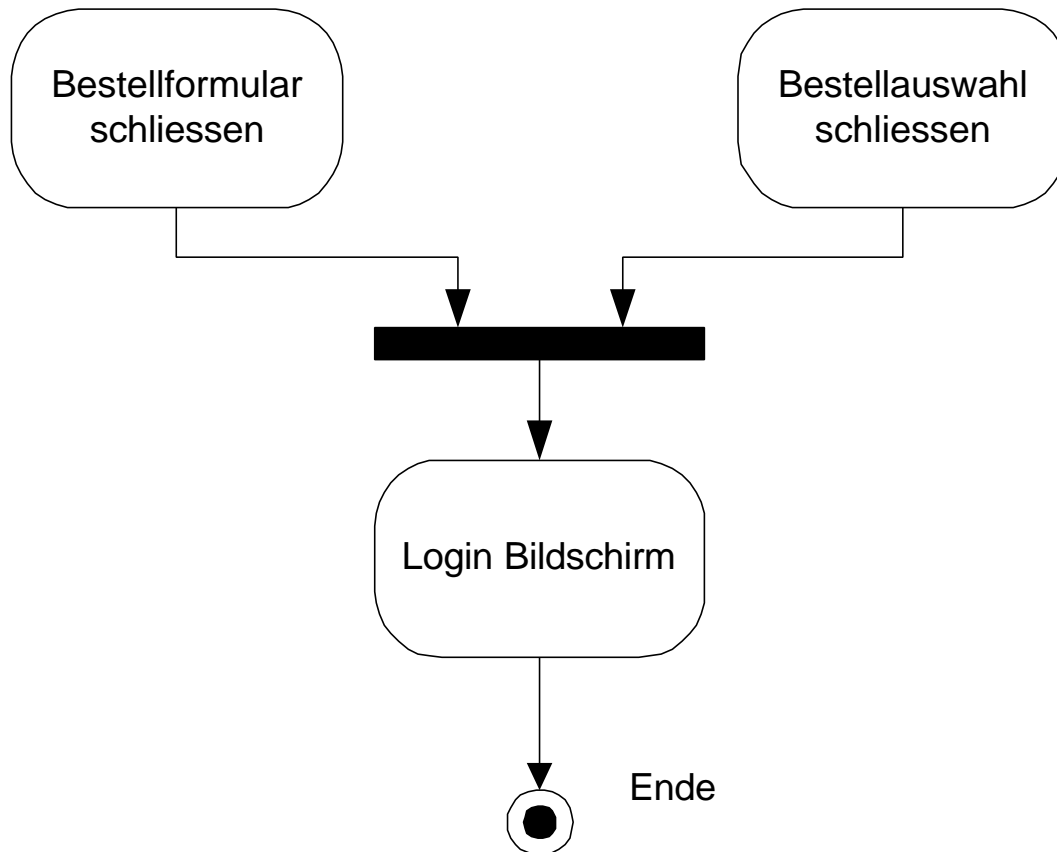 Bestellformular
schliessen
Bestellauswahl
schliessen
Login Bildschirm
Ende